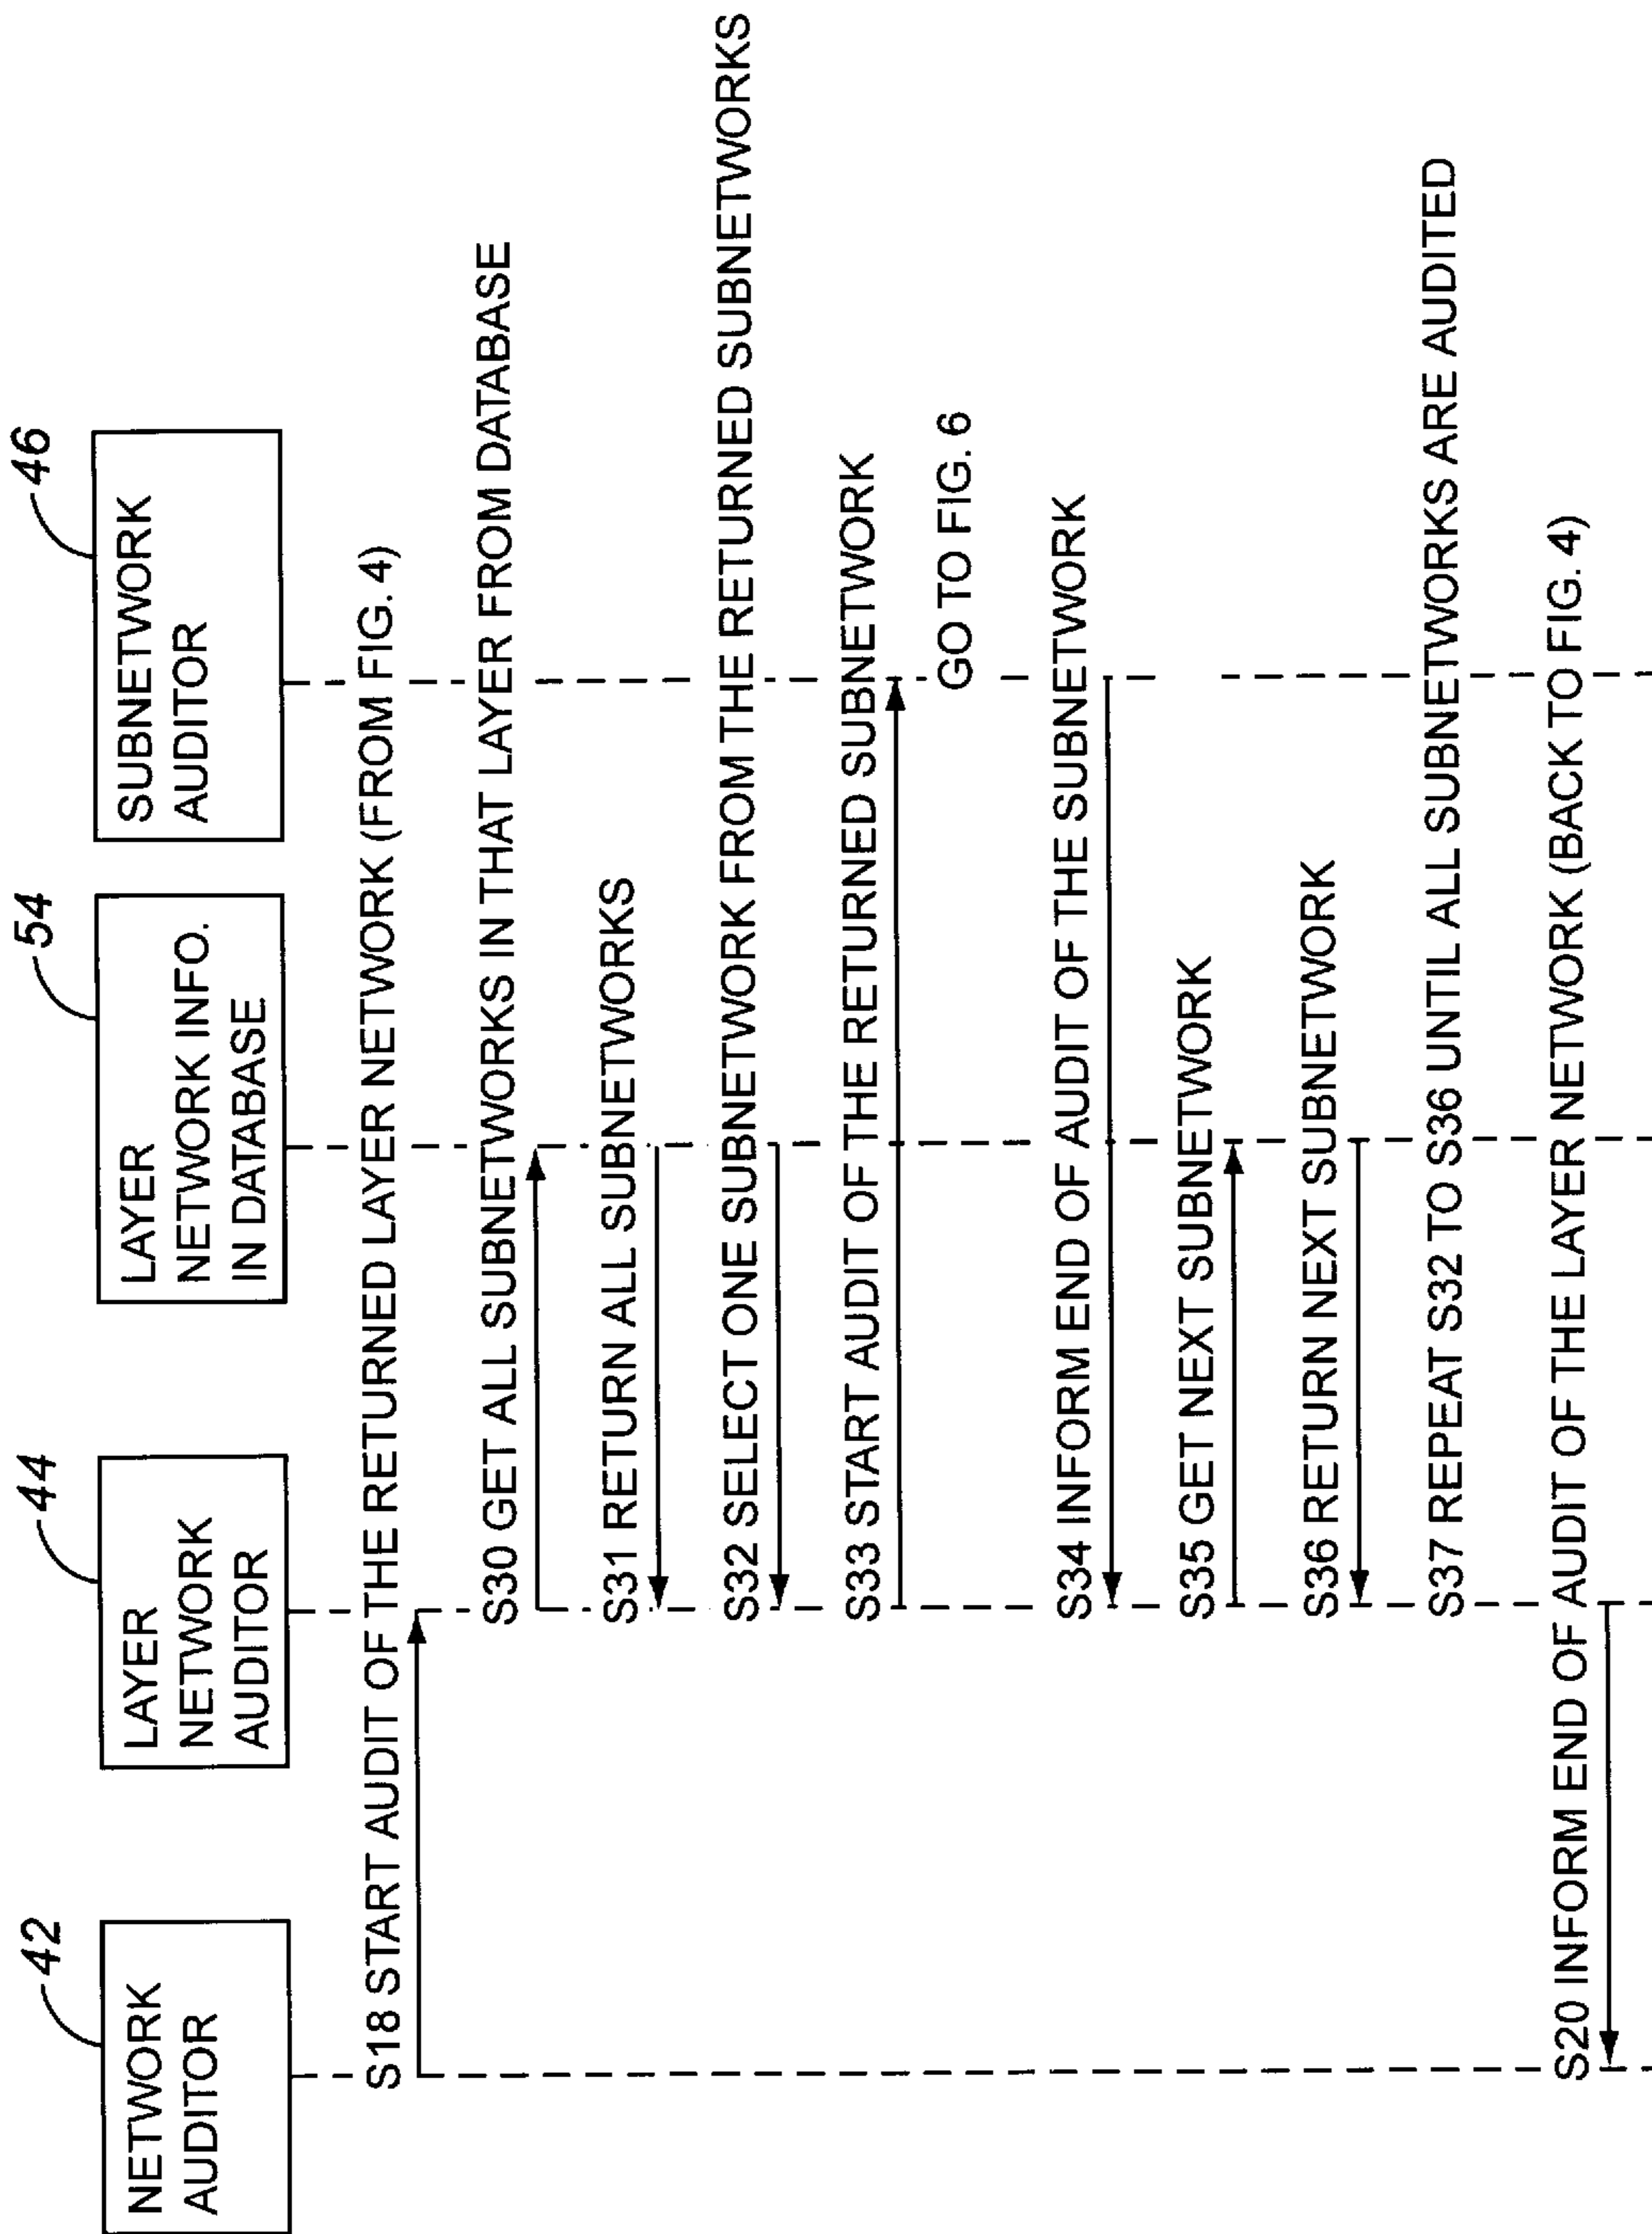 42
NETWORK
AUDITOR
44
LAYER
NETWORK
AUDITOR
54
LAYER
NETWORK INFO.
IN DATABASE
46
SUBNETWORK
AUDITOR
S18 START AUDIT OF THE RETURNED LAYER NETWORK (FROM FIG. 4)
S30 GET ALL SUBNETWORKS IN THAT LAYER FROM DATABASE
S31 RETURN ALL SUBNETWORKS
S32 SELECT ONE SUBNETWORK FROM THE RETURNED SUBNETWORKS
S33 START AUDIT OF THE RETURNED SUBNETWORK
GO TO FIG. 6
S34 INFORM END OF AUDIT OF THE SUBNETWORK
S35 GET NEXT SUBNETWORK
S36 RETURN NEXT SUBNETWORK
S37 REPEAT S32 TO S36 UNTIL ALL SUBNETWORKS ARE AUDITED
S20 INFORM END OF AUDIT OF THE LAYER NETWORK (BACK TO FIG. 4)